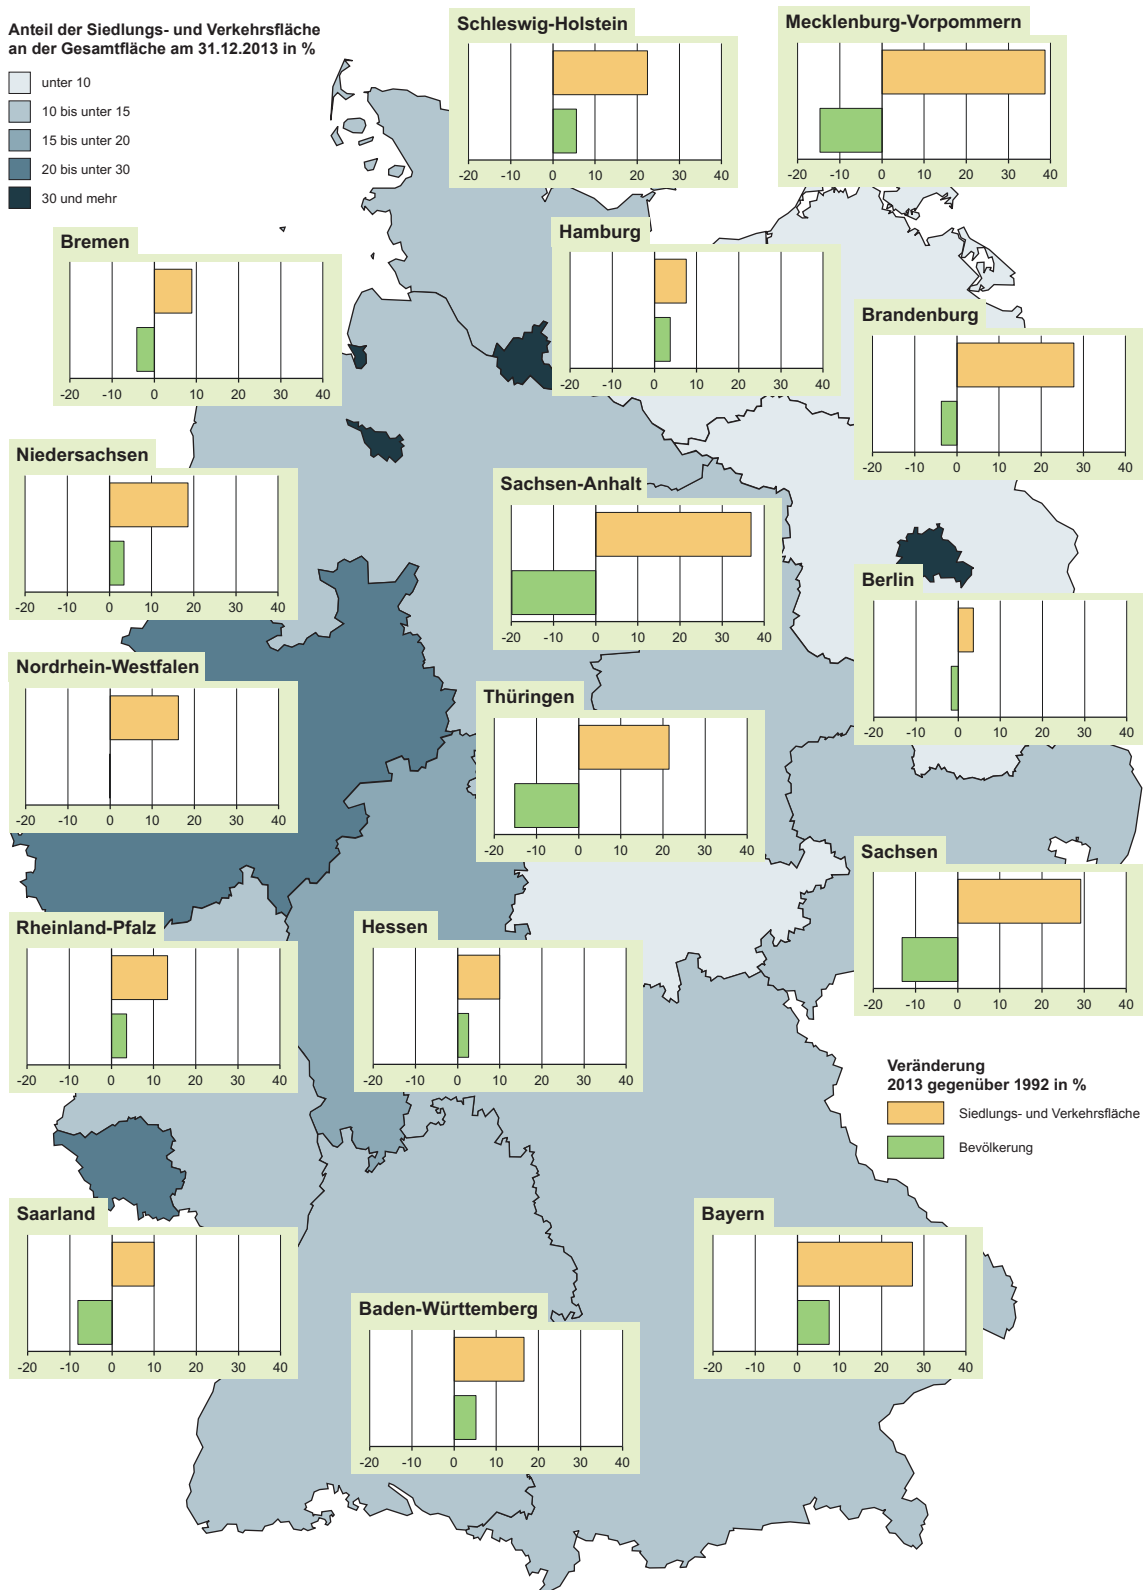 Anteil der Siedlungs- und Verkehrsfläche
an der Gesamtfläche am 31.12.2013 in %
unter 10
10 bis unter 15
15 bis unter 20
20 bis unter 30
30 und mehr
Schleswig-Holstein
-20 -10 0 10 20 30 40
Mecklenburg-Vorpommern
-20 -10 0 10 20 30 40
Bremen
-20 -10 0 10 20 30 40
Hamburg
-20 -10 0 10 20 30 40
Brandenburg
-20 -10 0 10 20 30 40
Niedersachsen
-20 -10 0 10 20 30 40
Sachsen-Anhalt
-20 -10 0 10 20 30 40
Berlin
-20 -10 0 10 20 30 40
Nordrhein-Westfalen
-20 -10 0 10 20 30 40
Thüringen
-20 -10 0 10 20 30 40
Sachsen
-20 -10 0 10 20 30 40
Rheinland-Pfalz
-20 -10 0 10 20 30 40
Hessen
-20 -10 0 10 20 30 40
Veränderung
2013 gegenüber 1992 in %
Siedlungs- und Verkehrsfläche
Bevölkerung
Saarland
-20 -10 0 10 20 30 40
Bayern
-20 -10 0 10 20 30 40
Baden-Württemberg
-20 -10 0 10 20 30 40